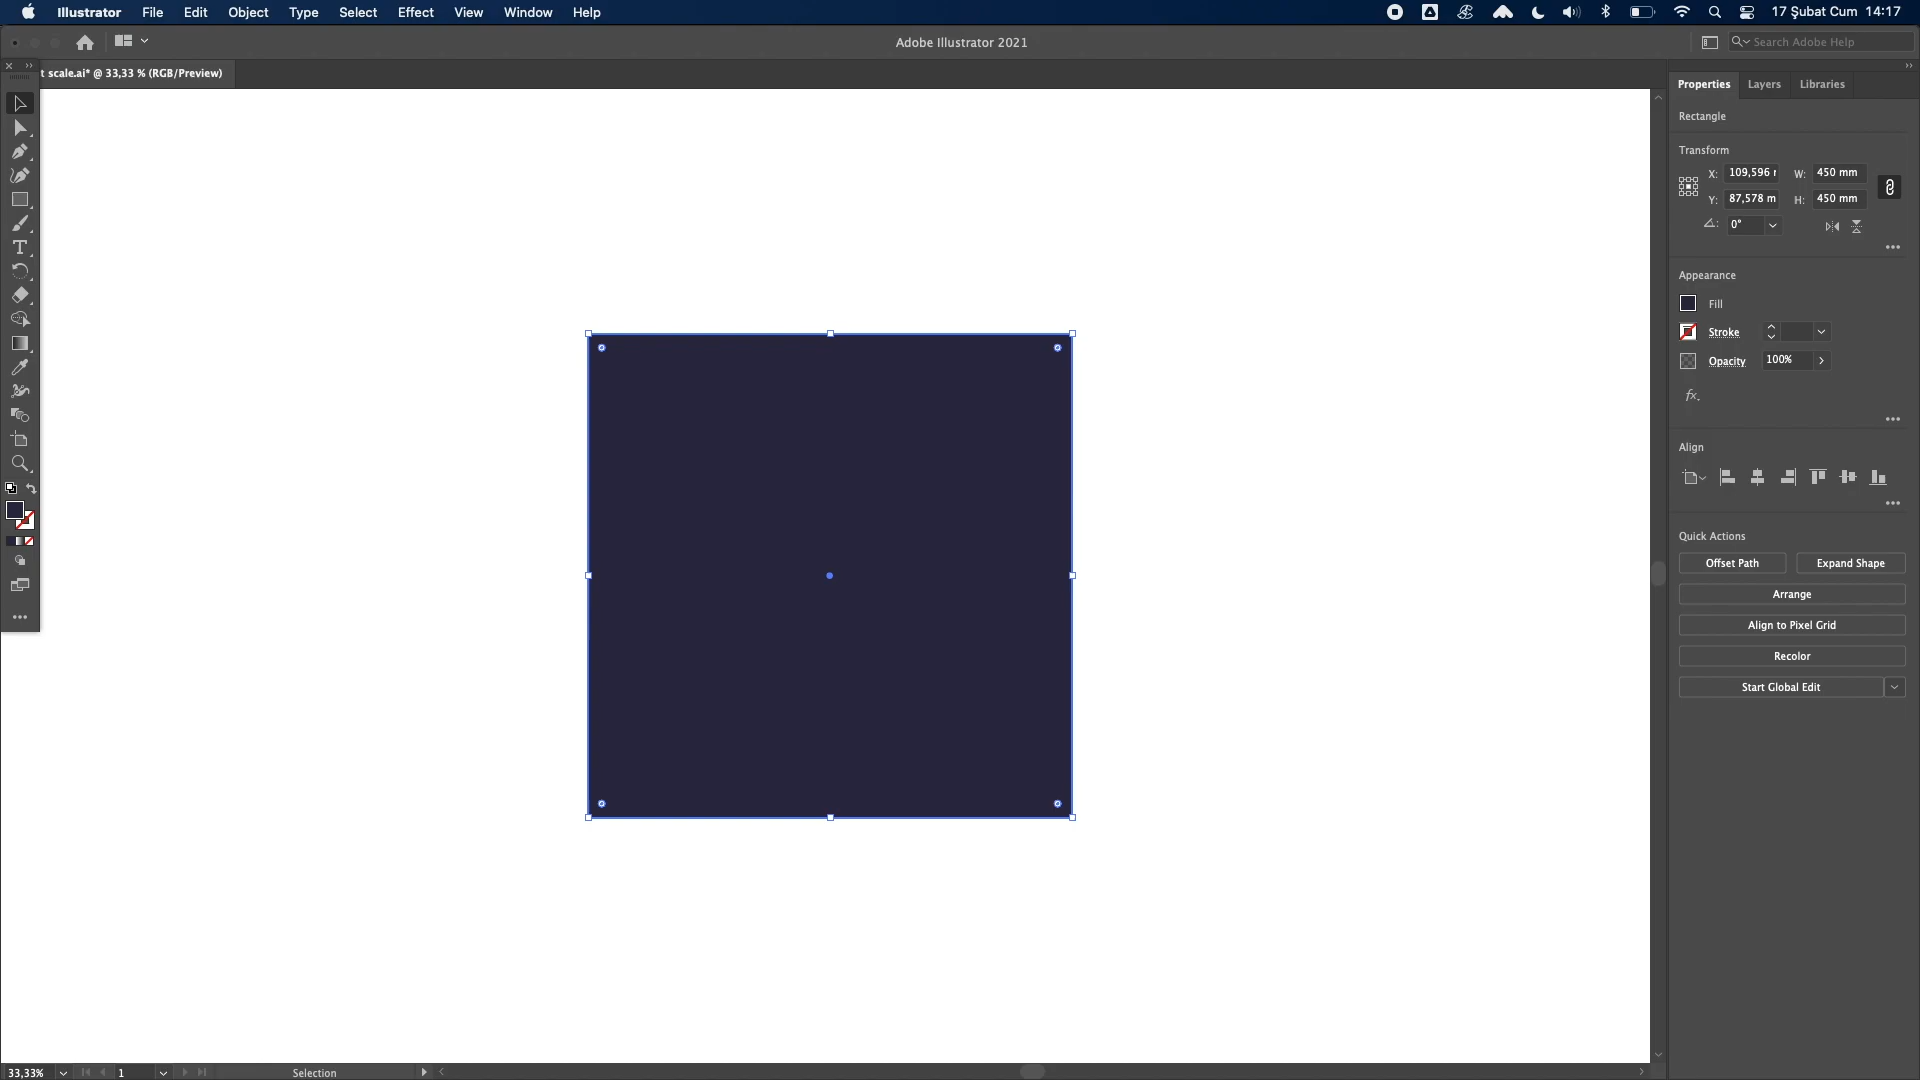 Illustrator File Edit Object Type Select Effect View Window Help
17 Şubat Cum 14:17
Adobe Illustrator 2021
Search Adobe Help
t scale.ai* @ 33,33 % (RGB/Preview)
Properties Layers Libraries
Rectangle
Transform
X: 109,596 W: 450 mm
Y: 87,578 m H: 450 mm
0°
Appearance
Fill
Stroke
Opacity 100%
fx.
Align
Quick Actions
Offset Path Expand Shape
Arrange
Align to Pixel Grid
Recolor
Start Global Edit
33,33% 1 Selection